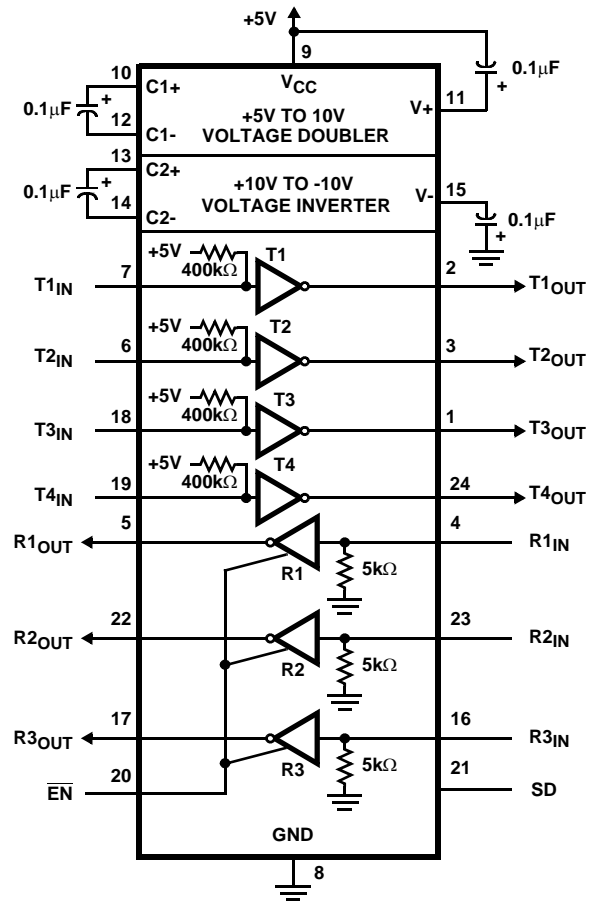 +5V
9
VCC
10
C1+
0.1μF
+
12
C1-
+5V TO 10V
VOLTAGE DOUBLER
V+
11
+
0.1μF
13
C2+
0.1μF
+
14
C2-
+10V TO -10V
VOLTAGE INVERTER
V-
15
0.1μF
+
T1IN
7
+5V
400kΩ
T1
2
T1OUT
T2IN
6
+5V
400kΩ
T2
3
T2OUT
T3IN
18
+5V
400kΩ
T3
1
T3OUT
T4IN
19
+5V
400kΩ
T4
24
T4OUT
R1OUT
5
R1
5kΩ
4
R1IN
R2OUT
22
R2
5kΩ
23
R2IN
R3OUT
17
R3
5kΩ
16
R3IN
E̅N̅
20
21
SD
GND
8